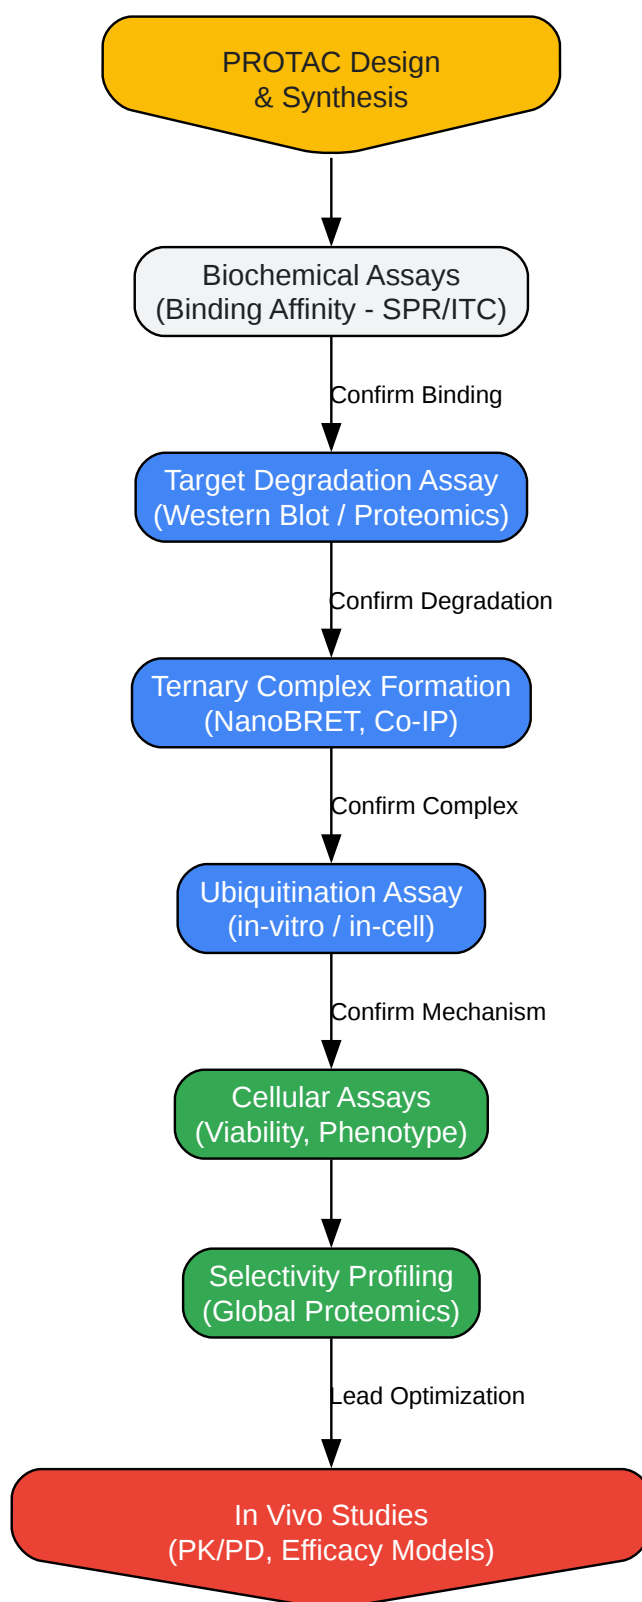 PROTAC Design
& Synthesis
Biochemical Assays
(Binding Affinity - SPR/ITC)
Confirm Binding
Target Degradation Assay
(Western Blot / Proteomics)
Confirm Degradation
Ternary Complex Formation
(NanoBRET, Co-IP)
Confirm Complex
Ubiquitination Assay
(in-vitro / in-cell)
Confirm Mechanism
Cellular Assays
(Viability, Phenotype)
Selectivity Profiling
(Global Proteomics)
Lead Optimization
In Vivo Studies
(PK/PD, Efficacy Models)